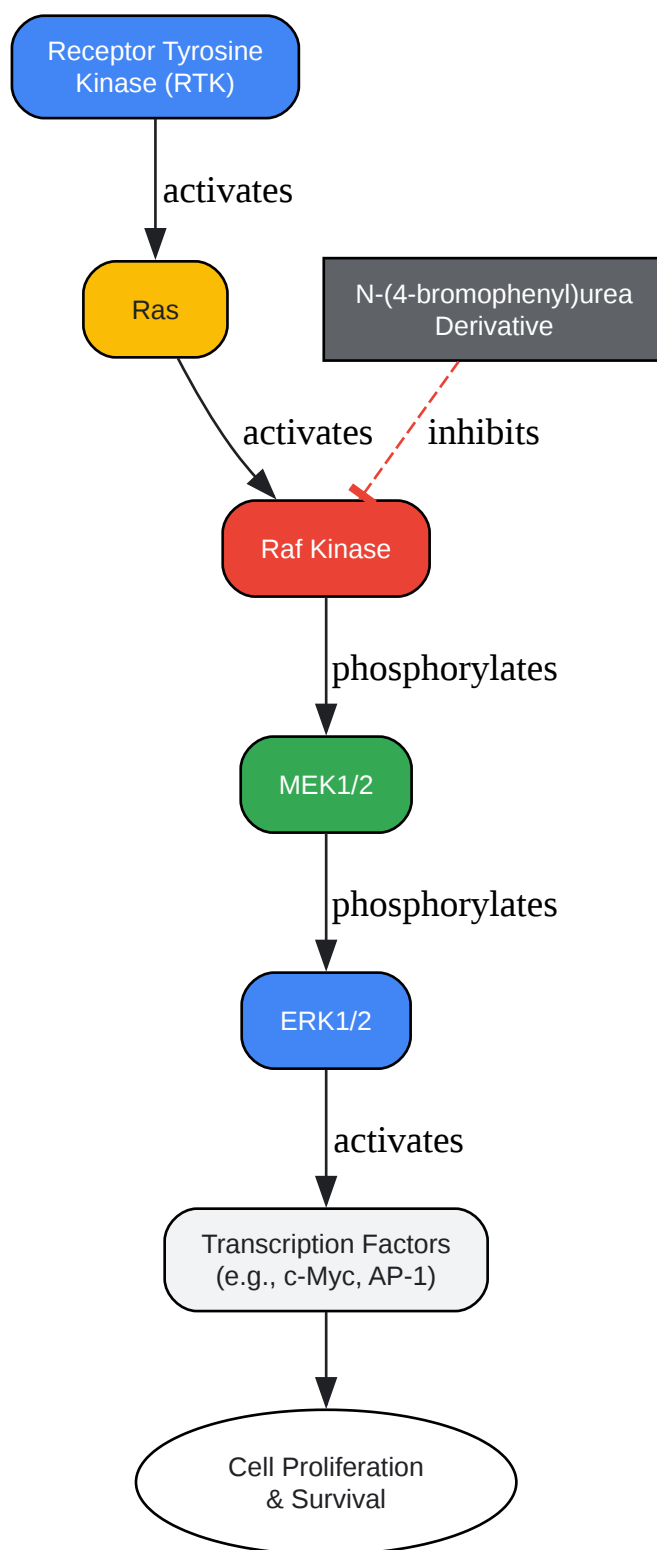 Receptor Tyrosine
Kinase (RTK)
activates
Ras
N-(4-bromophenyl)urea
Derivative
activates
inhibits
Raf Kinase
phosphorylates
MEK1/2
phosphorylates
ERK1/2
activates
Transcription Factors
(e.g., c-Myc, AP-1)
Cell Proliferation
& Survival